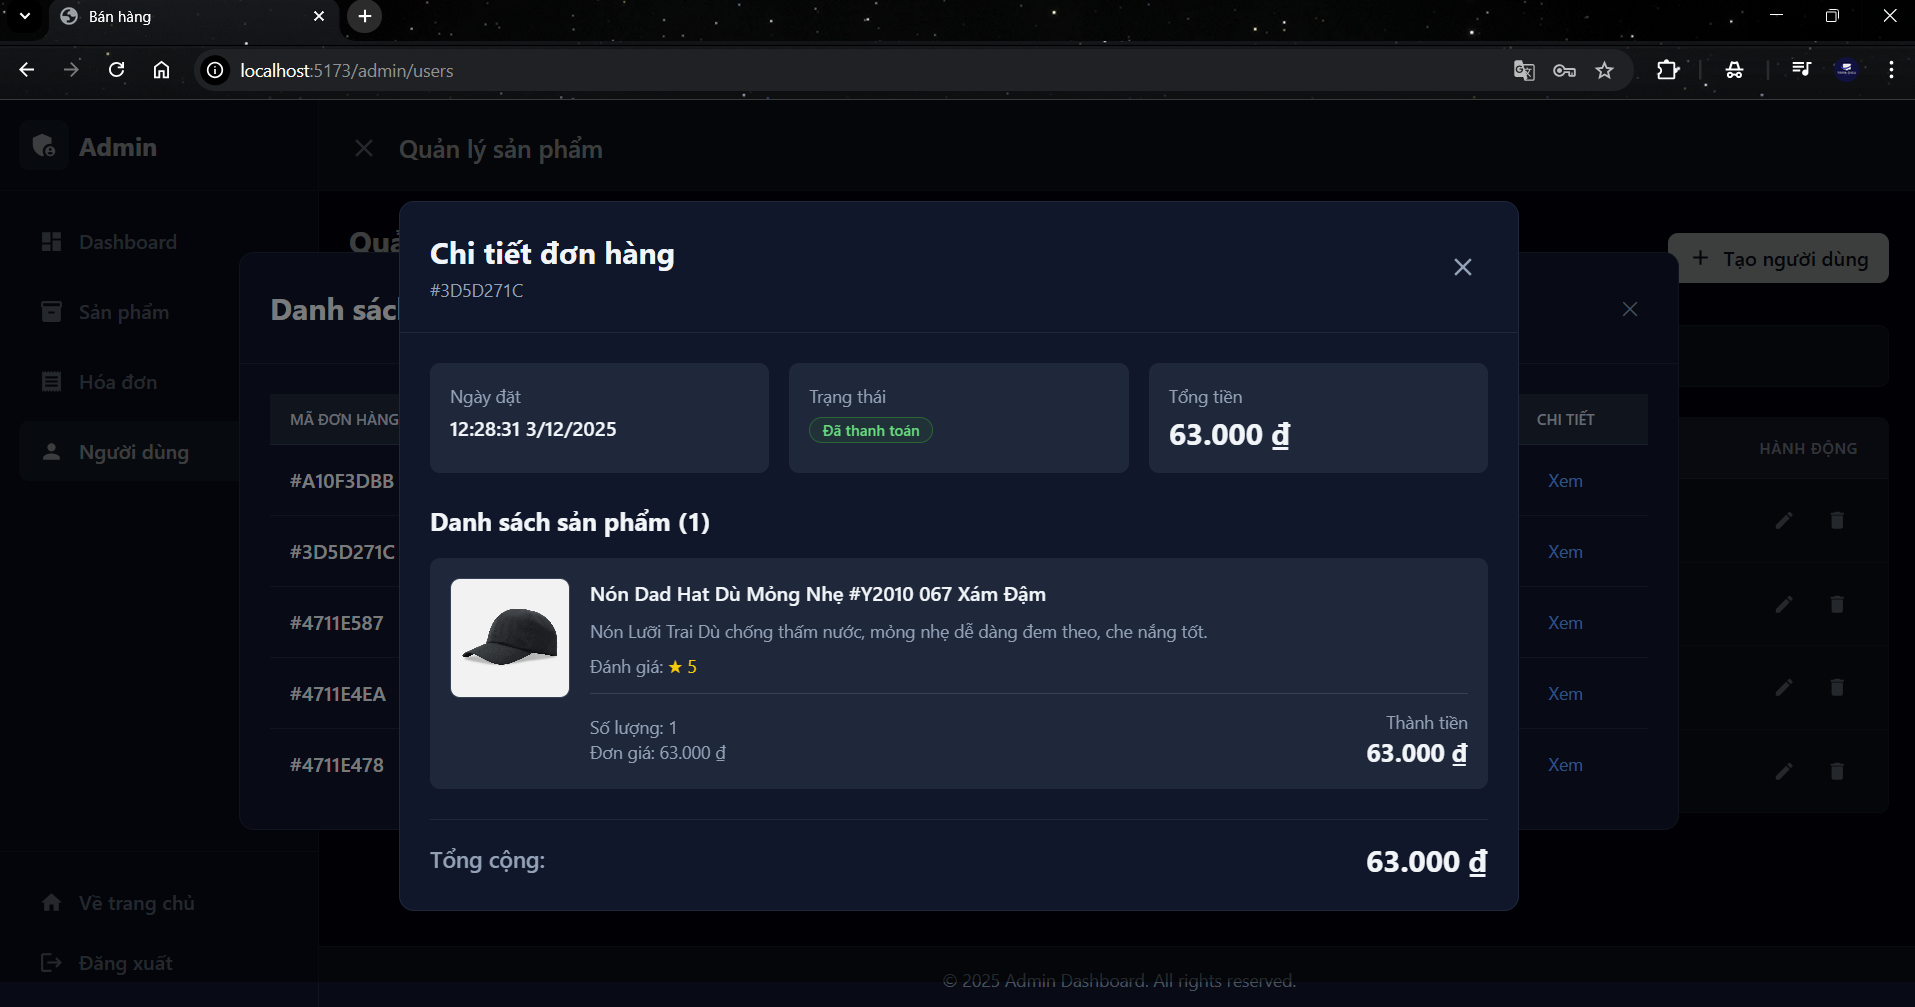 Bán hàng
localhost:5173/admin/users
Admin
Quản lý sản phẩm
Dashboard
Sản phẩm
Hóa đơn
Người dùng
Về trang chủ
Đăng xuất
Quả
Tạo người dùng
HÀNH ĐỘNG
Danh sác
MÃ ĐƠN HÀNG
CHI TIẾT
#A10F3DBB
Xem
#3D5D271C
Xem
#4711E587
Xem
#4711E4EA
Xem
#4711E478
Xem
Chi tiết đơn hàng
#3D5D271C
Ngày đặt
12:28:31 3/12/2025
Trạng thái
Đã thanh toán
Tổng tiền
63.000 ₫
Danh sách sản phẩm (1)
Nón Dad Hat Dù Mỏng Nhẹ #Y2010 067 Xám Đậm
Nón Lưỡi Trai Dù chống thấm nước, mỏng nhẹ dễ dàng đem theo, che nắng tốt.
Đánh giá: ★ 5
Số lượng: 1
Đơn giá: 63.000 ₫
Thành tiền
63.000 ₫
Tổng cộng:
63.000 ₫
© 2025 Admin Dashboard. All rights reserved.